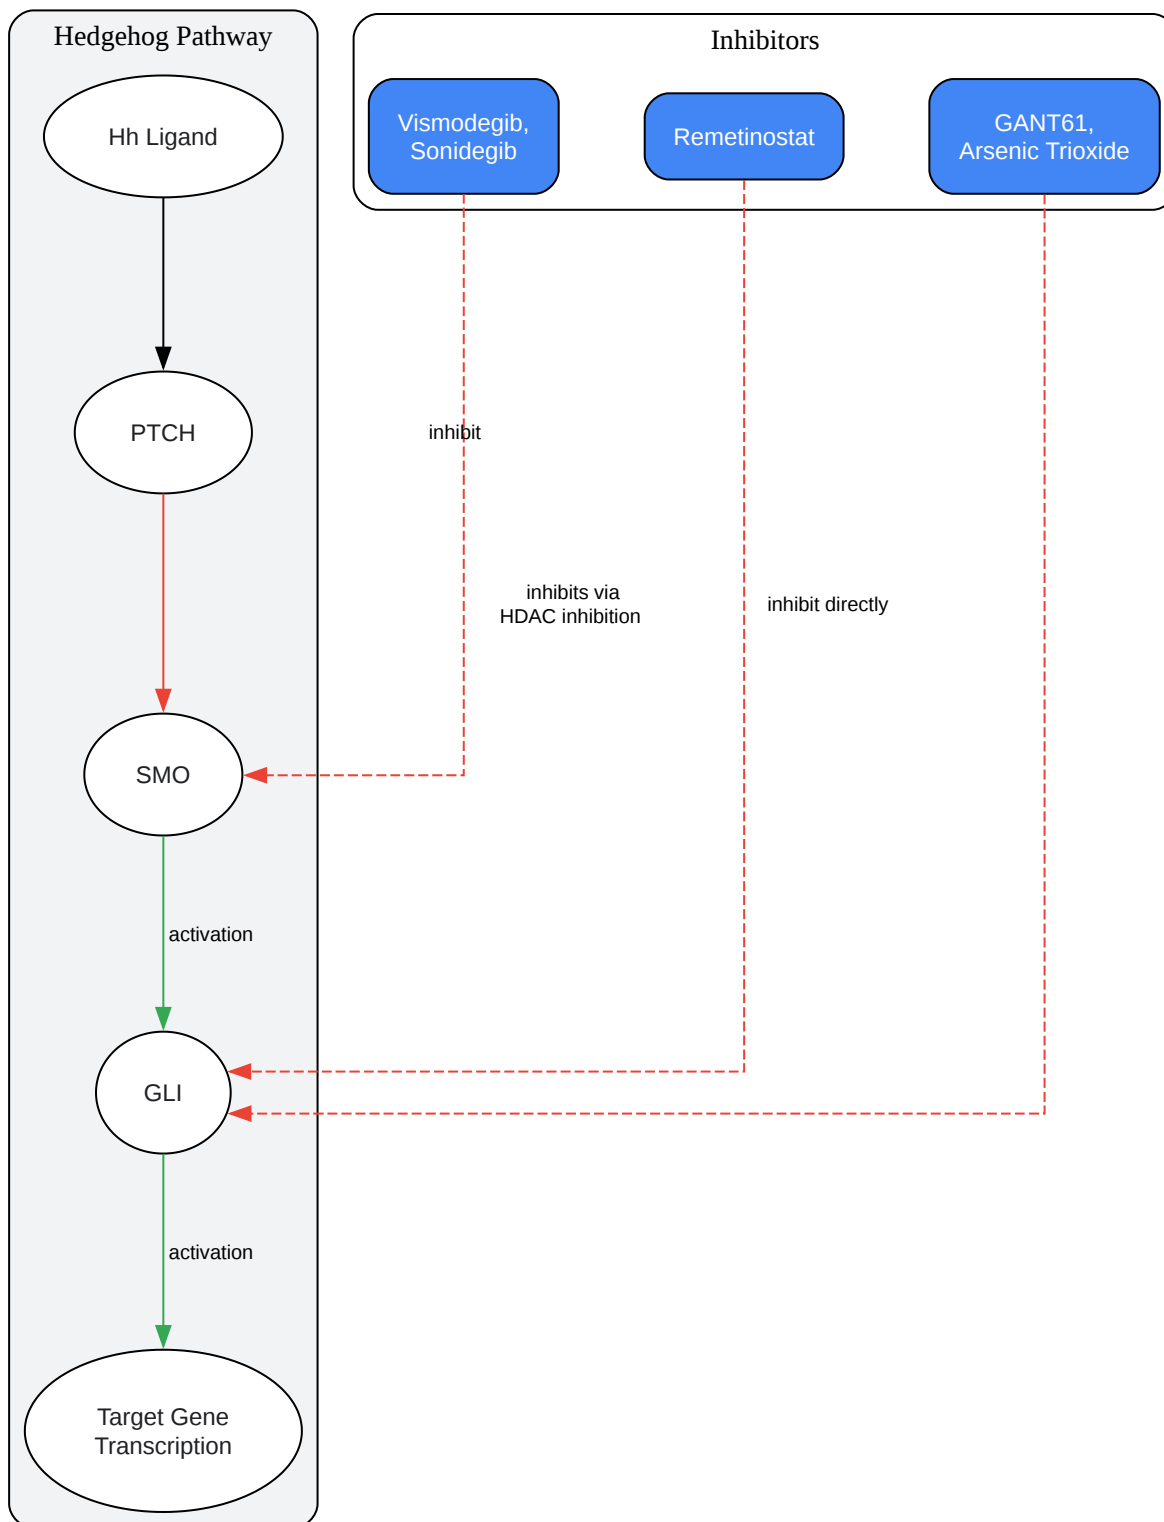 Hedgehog Pathway
Hh Ligand
PTCH
SMO
activation
GLI
activation
Target Gene
Transcription
Inhibitors
Vismodegib,
Sonidegib
Remetinostat
GANT61,
Arsenic Trioxide
inhibit
inhibits via
HDAC inhibition
inhibit directly